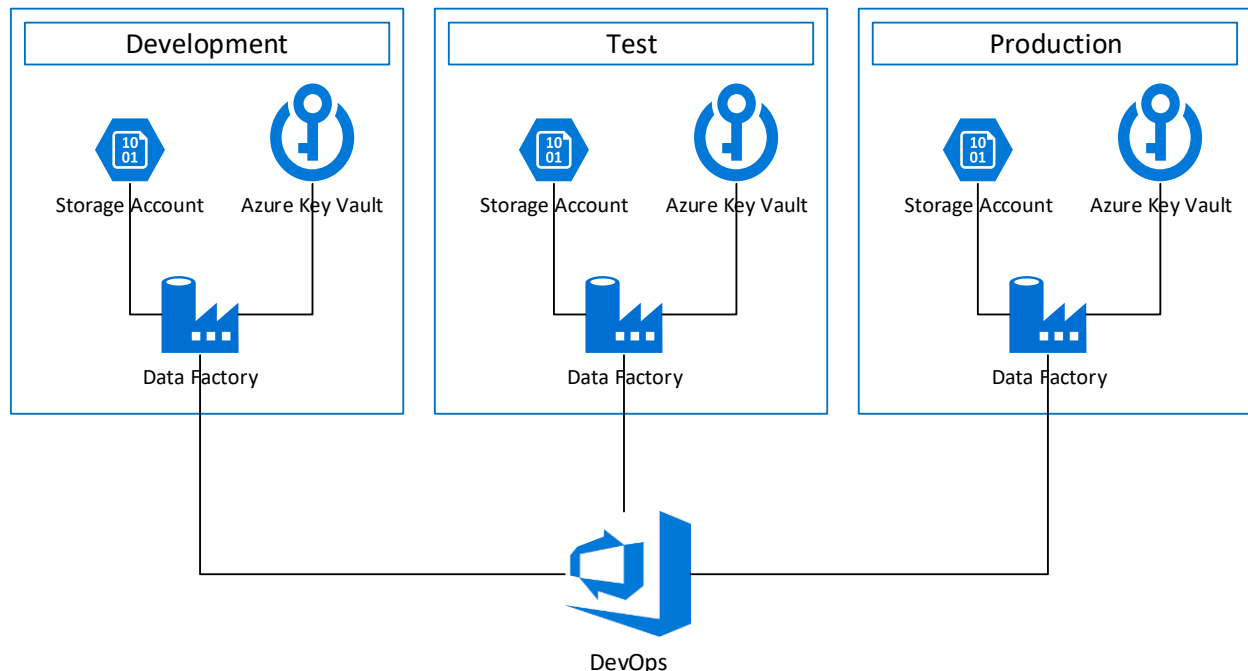 Development
Test
Production
10
01
10
01
10
01
Storage Account
Azure Key Vault
Storage Account
Azure Key Vault
Storage Account
Azure Key Vault
Data Factory
Data Factory
Data Factory
DevOps